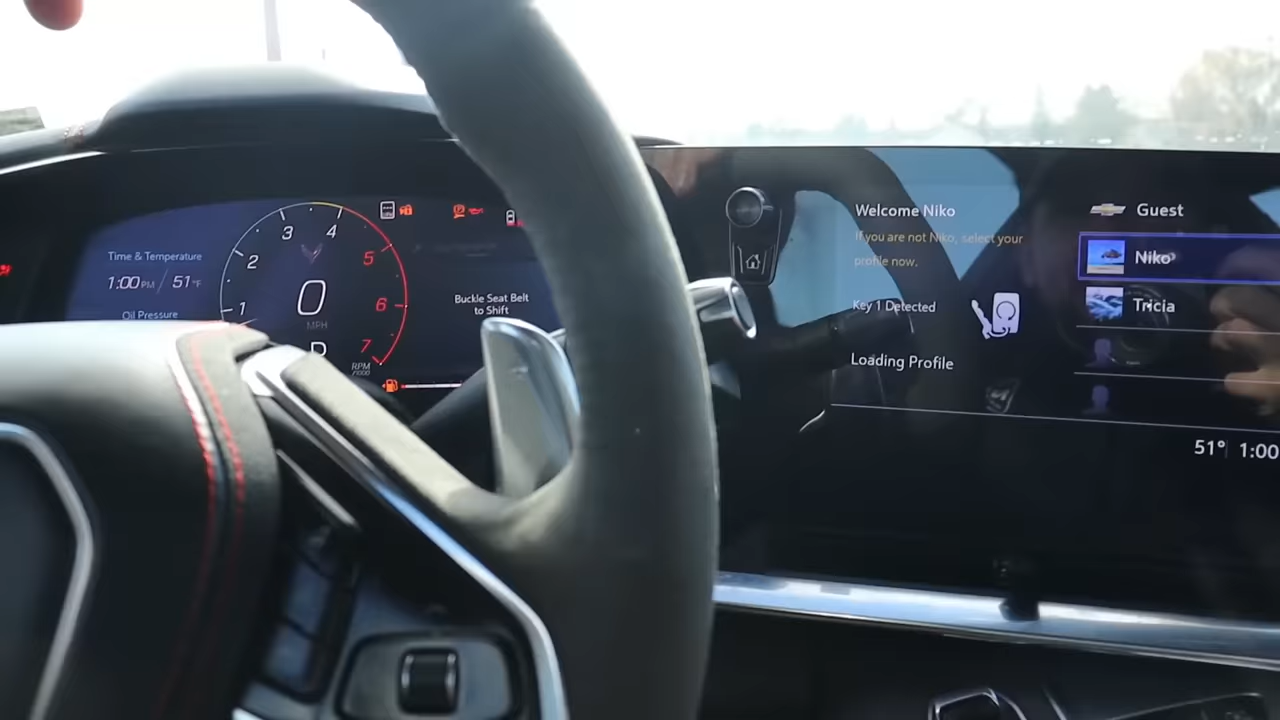 Time & Temperature
1:00 PM / 51°F
Oil Pressure
1
2
3
4
5
6
7
0
MPH
RPM
Buckle Seat Belt
to Shift
Welcome Niko
If you are not Niko, select your
profile now.
Key 1 Detected
Loading Profile
Guest
Niko
Tricia
51° 1:00